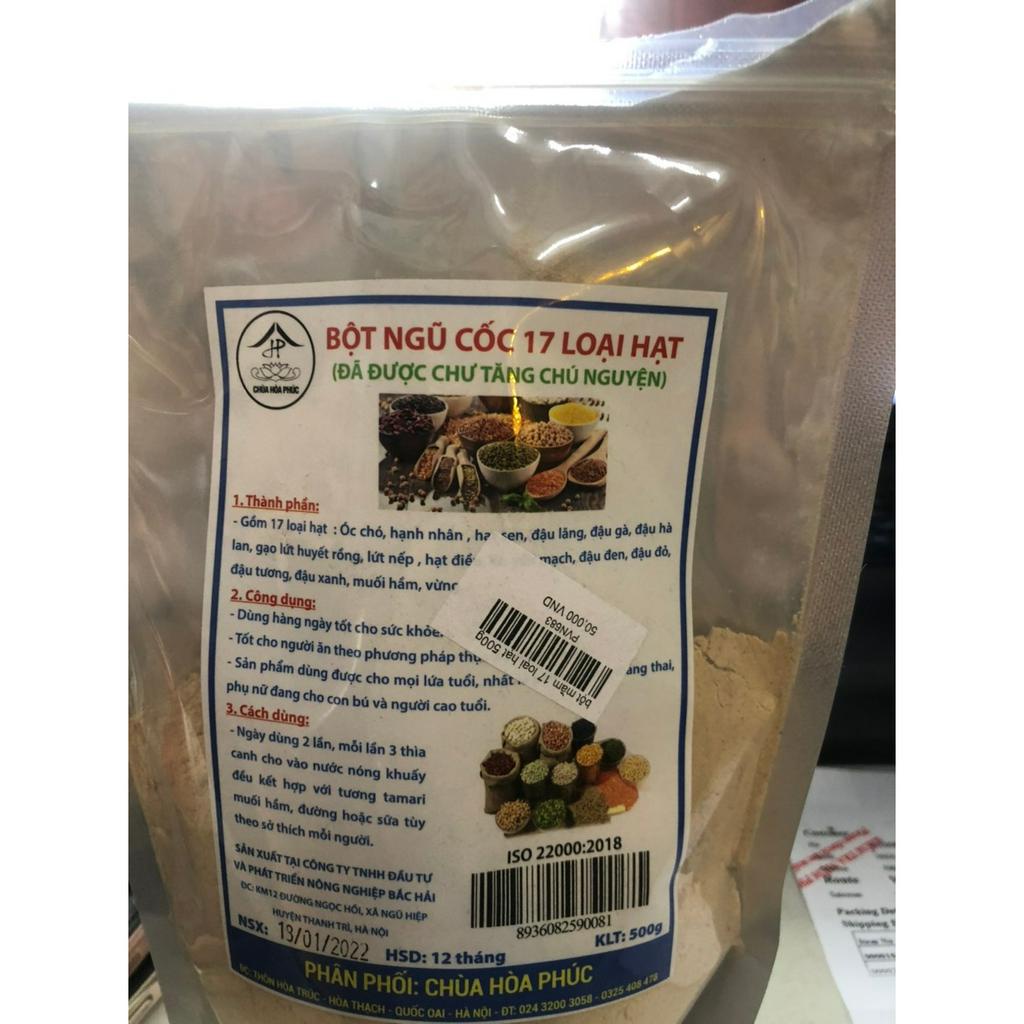 HP
CHÙA HÒA PHÚC
BỘT NGŨ CỐC 17 LOẠI HẠT
(ĐÃ ĐƯỢC CHƯ TĂNG CHÚ NGUYỆN)
1. Thành phần:
- Gồm 17 loại hạt : Óc chó, hạnh nhân , sen, đậu lăng, đậu gà, đậu hà
lan, gạo lứt huyết rồng, lứt nếp , hạt mạch, đậu đen, đậu đỏ,
đậu tương, đậu xanh, muối hầm,
2. Công dụng:
- Dùng hàng ngày tốt cho sức khỏe.
- Tốt cho người ăn theo phương pháp
- Sản phẩm dùng được cho mọi lứa tuổi, nhất thai,
phụ nữ đang cho con bú và người cao tuổi.
bột mầm 17 loai hat 500g
PVN683
50.000 VND
3. Cách dùng:
- Ngày dùng 2 lần, mỗi lần 3 thìa
canh cho vào nước nóng khuấy
đều kết hợp với tương tamari
muối hầm, đường hoặc sữa tùy
theo sở thích mỗi người.
SẢN XUẤT TẠI CÔNG TY TNHH ĐẦU TƯ
VÀ PHÁT TRIỂN NÔNG NGHIỆP BẮC HẢI
ĐC: KM12 ĐƯỜNG NGỌC HỒI, XÃ NGŨ HIỆP
HUYỆN THANH TRÌ, HÀ NỘI
ISO 22000:2018
8936082590081
NSX: 13/01/2022
HSD: 12 tháng
KLT: 500g
PHÂN PHỐI: CHÙA HÒA PHÚC
ĐC: THÔN HÒA TRÚC - HÒA THẠCH - QUỐC OAI - HÀ NỘI - ĐT: 024 3200 3058 - 0325 408 478
Packing
Shipping